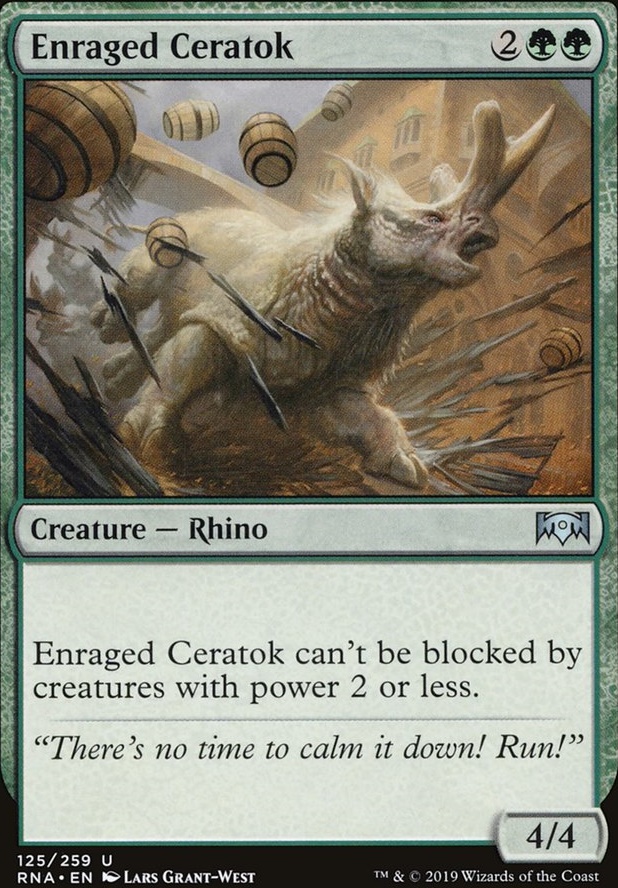 Enraged Ceratok 2
Creature — Rhino
Enraged Ceratok can't be blocked by
creatures with power 2 or less.
“There's no time to calm it down! Run!”
4/4
125/259 U
RNA • EN Lars Grant-West
™ & © 2019 Wizards of the Coast